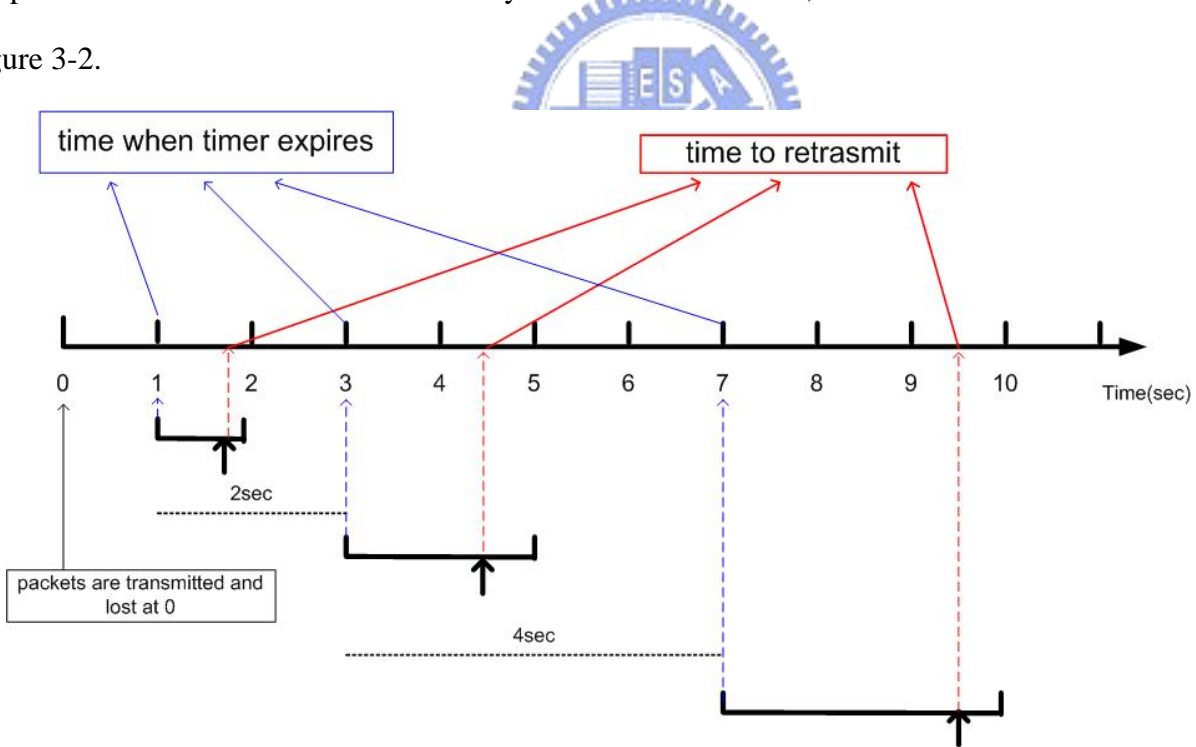 gure 3-2.
E S A
time when timer expires
time to retrasmit
0 1 2 3 4 5 6 7 8 9 10
Time(sec)
2sec
packets are transmitted and
lost at 0
4sec